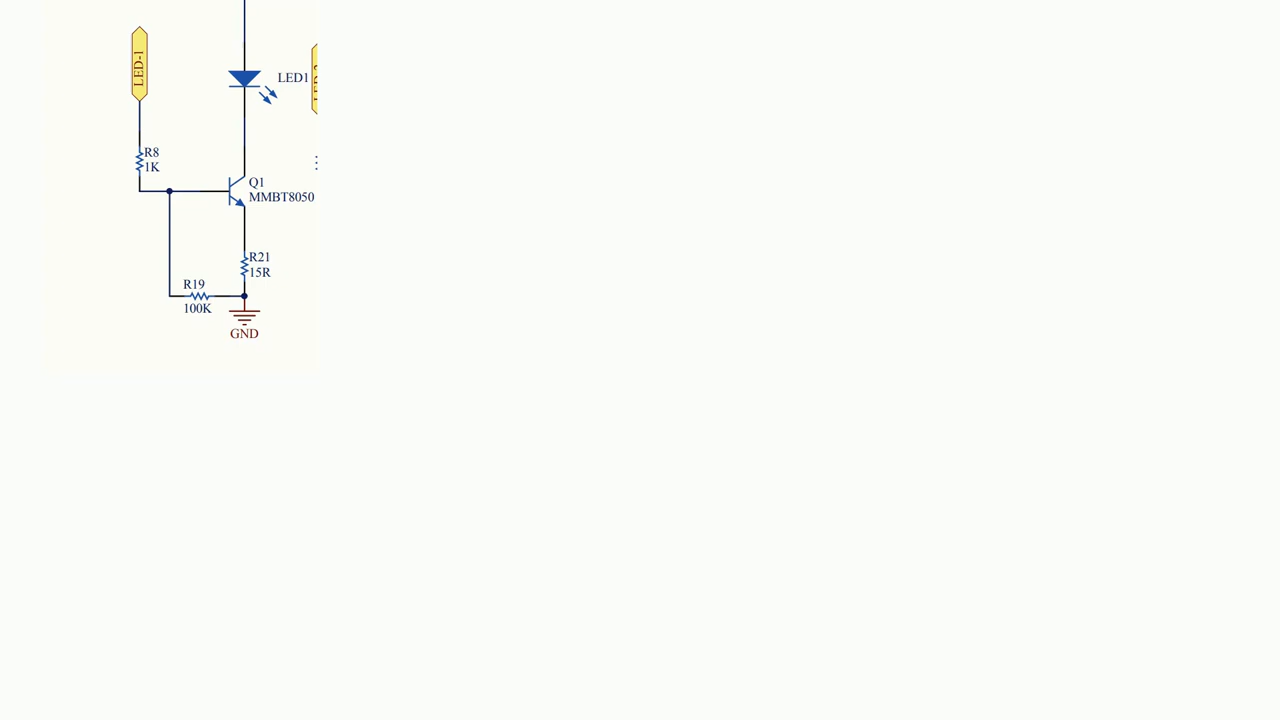 LED-1
LED1
R8
1K
Q1
MMBT8050
R21
15R
R19
100K
GND